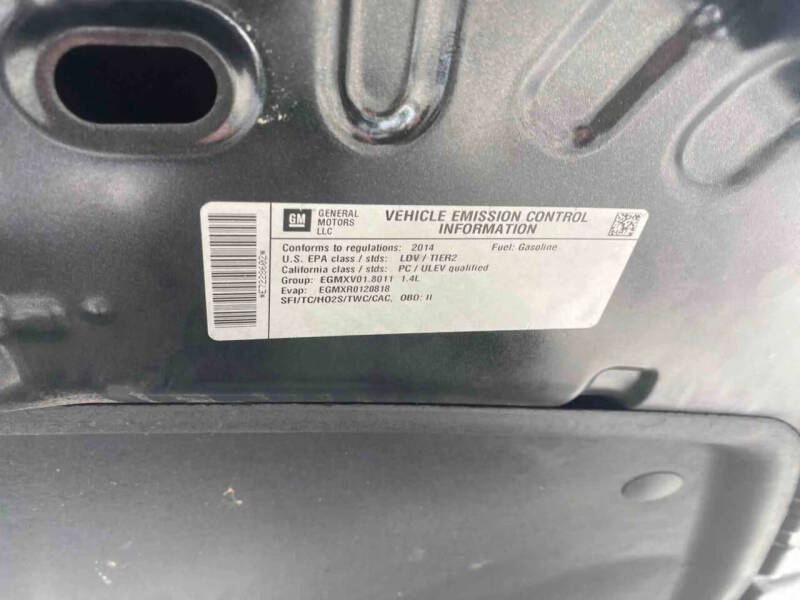 *E7228602*
GM
GENERAL
MOTORS
LLC
VEHICLE EMISSION CONTROL
INFORMATION
Conforms to regulations: 2014 Fuel: Gasoline
U.S. EPA class / stds: LDV / TIER2
California class / stds: PC / ULEV qualified
Group: EGMXV01.8011 1.4L
Evap: EGMXR0120818
SFI/TC/HO2S/TWC/CAC, OBD: II